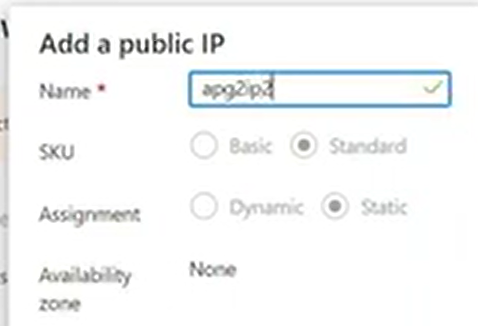 Add a public IP
Name * apg2ip2
SKU Basic Standard
Assignment Dynamic Static
Availability zone None